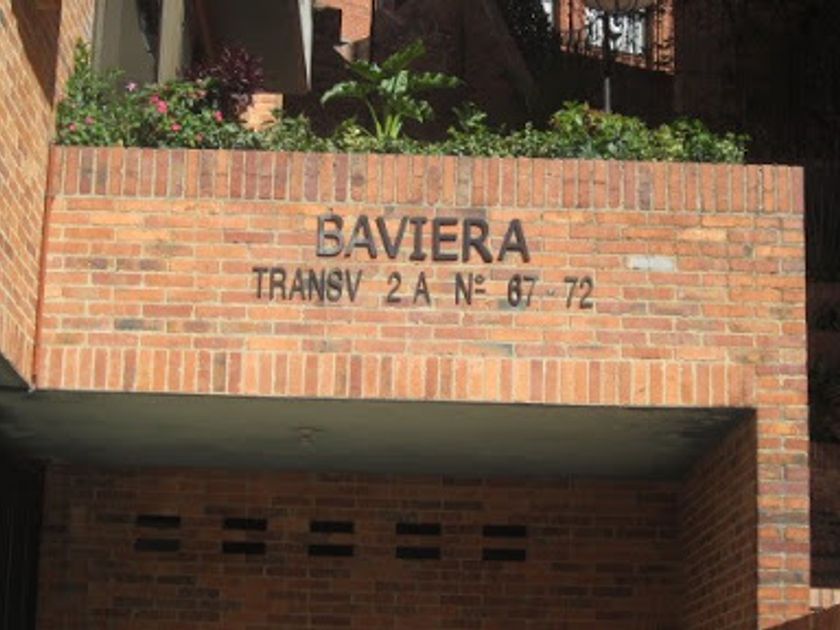 BAVIERA
TRANSV 2 A Nº 67 - 72